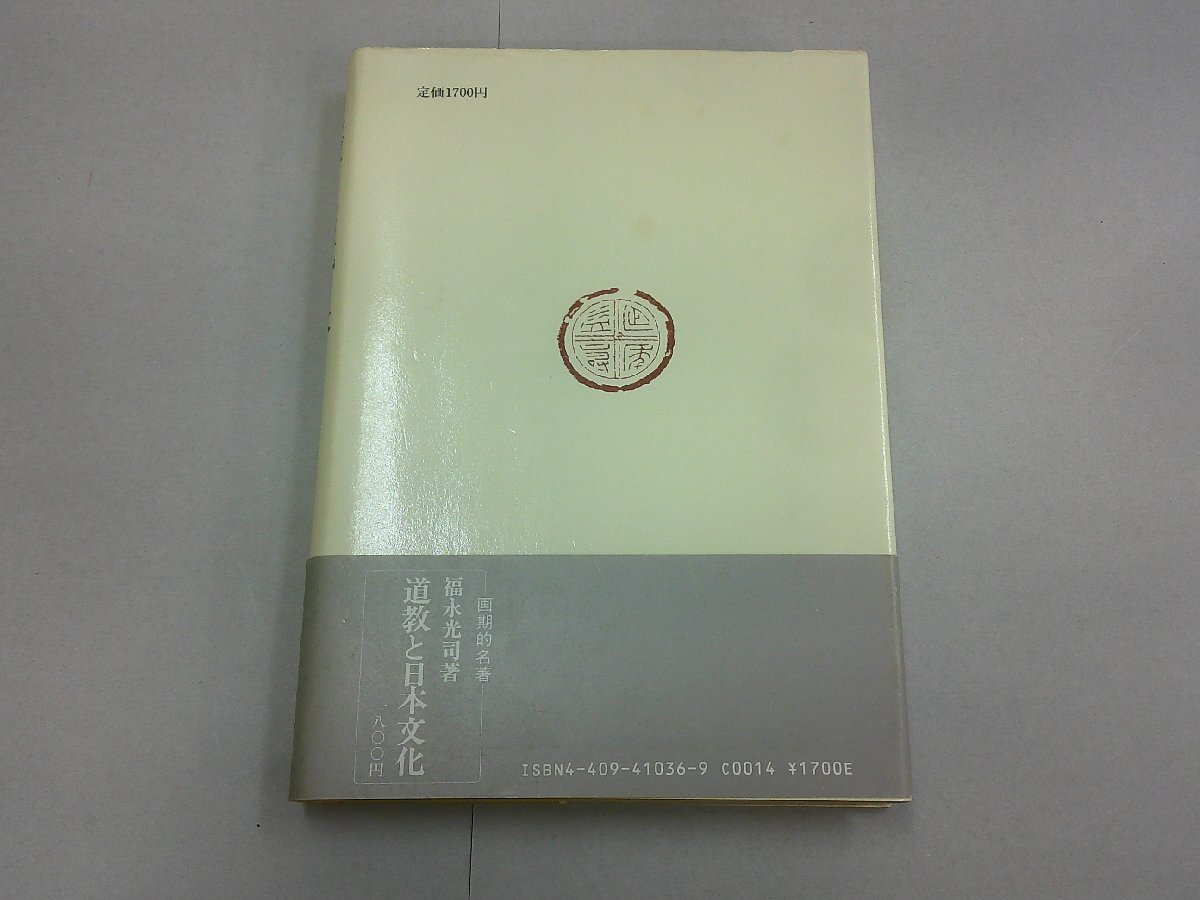 定価1700円
画期的名著
福永光司著
道教と日本文化
一八〇〇円
ISBN4-409-41036-9 C0014 ¥1700E